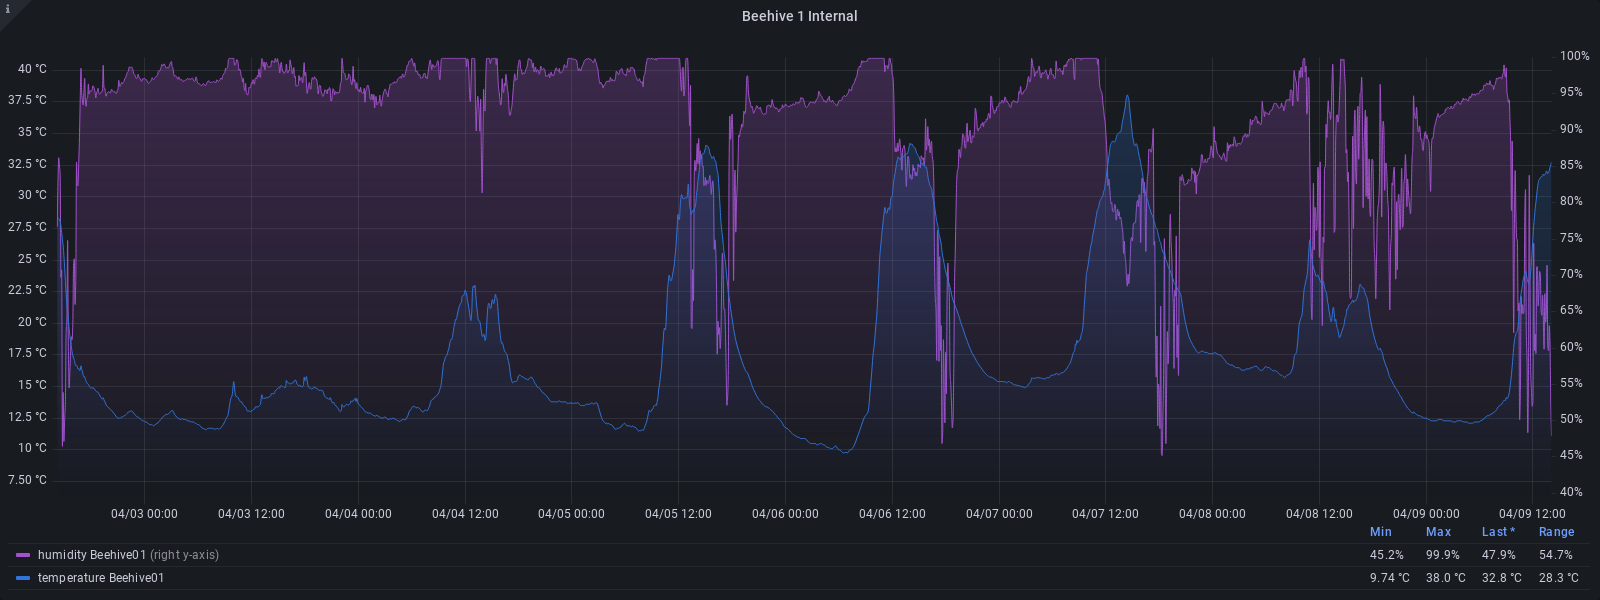 i
Beehive 1 Internal
40 °C
37.5 °C
35 °C
32.5 °C
30 °C
27.5 °C
25 °C
22.5 °C
20 °C
17.5 °C
15 °C
12.5 °C
10 °C
7.50 °C
100%
95%
90%
85%
80%
75%
70%
65%
60%
55%
50%
45%
40%
04/03 00:00 04/03 12:00 04/04 00:00 04/04 12:00 04/05 00:00 04/05 12:00 04/06 00:00 04/06 12:00 04/07 00:00 04/07 12:00 04/08 00:00 04/08 12:00 04/09 00:00 04/09 12:00
Min Max Last * Range
humidity Beehive01 (right y-axis) 45.2% 99.9% 47.9% 54.7%
temperature Beehive01 9.74 °C 38.0 °C 32.8 °C 28.3 °C